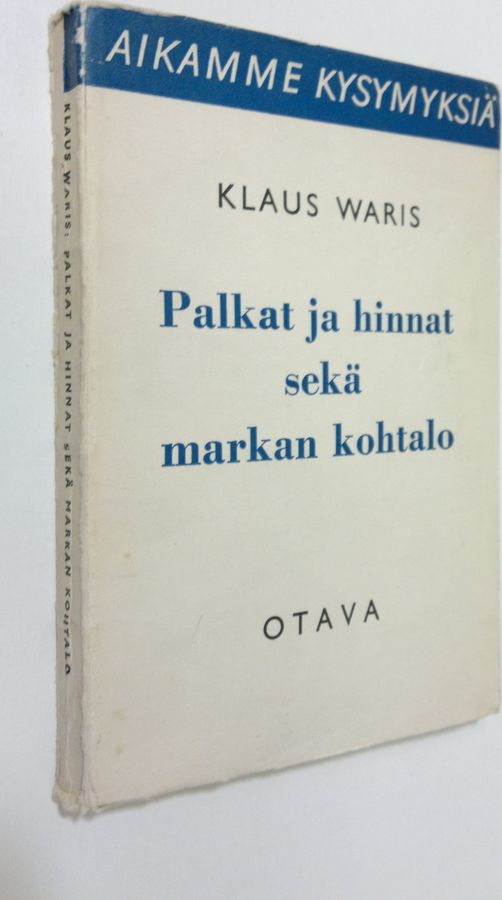 AIKAMME KYSYMYKSIÄ
KLAUS WARIS
Palkat ja hinnat
sekä
markan kohtalo
OTAVA
KLAUS WARIS: PALKAT JA HINNAT SEKÄ MARKAN KOHTALO